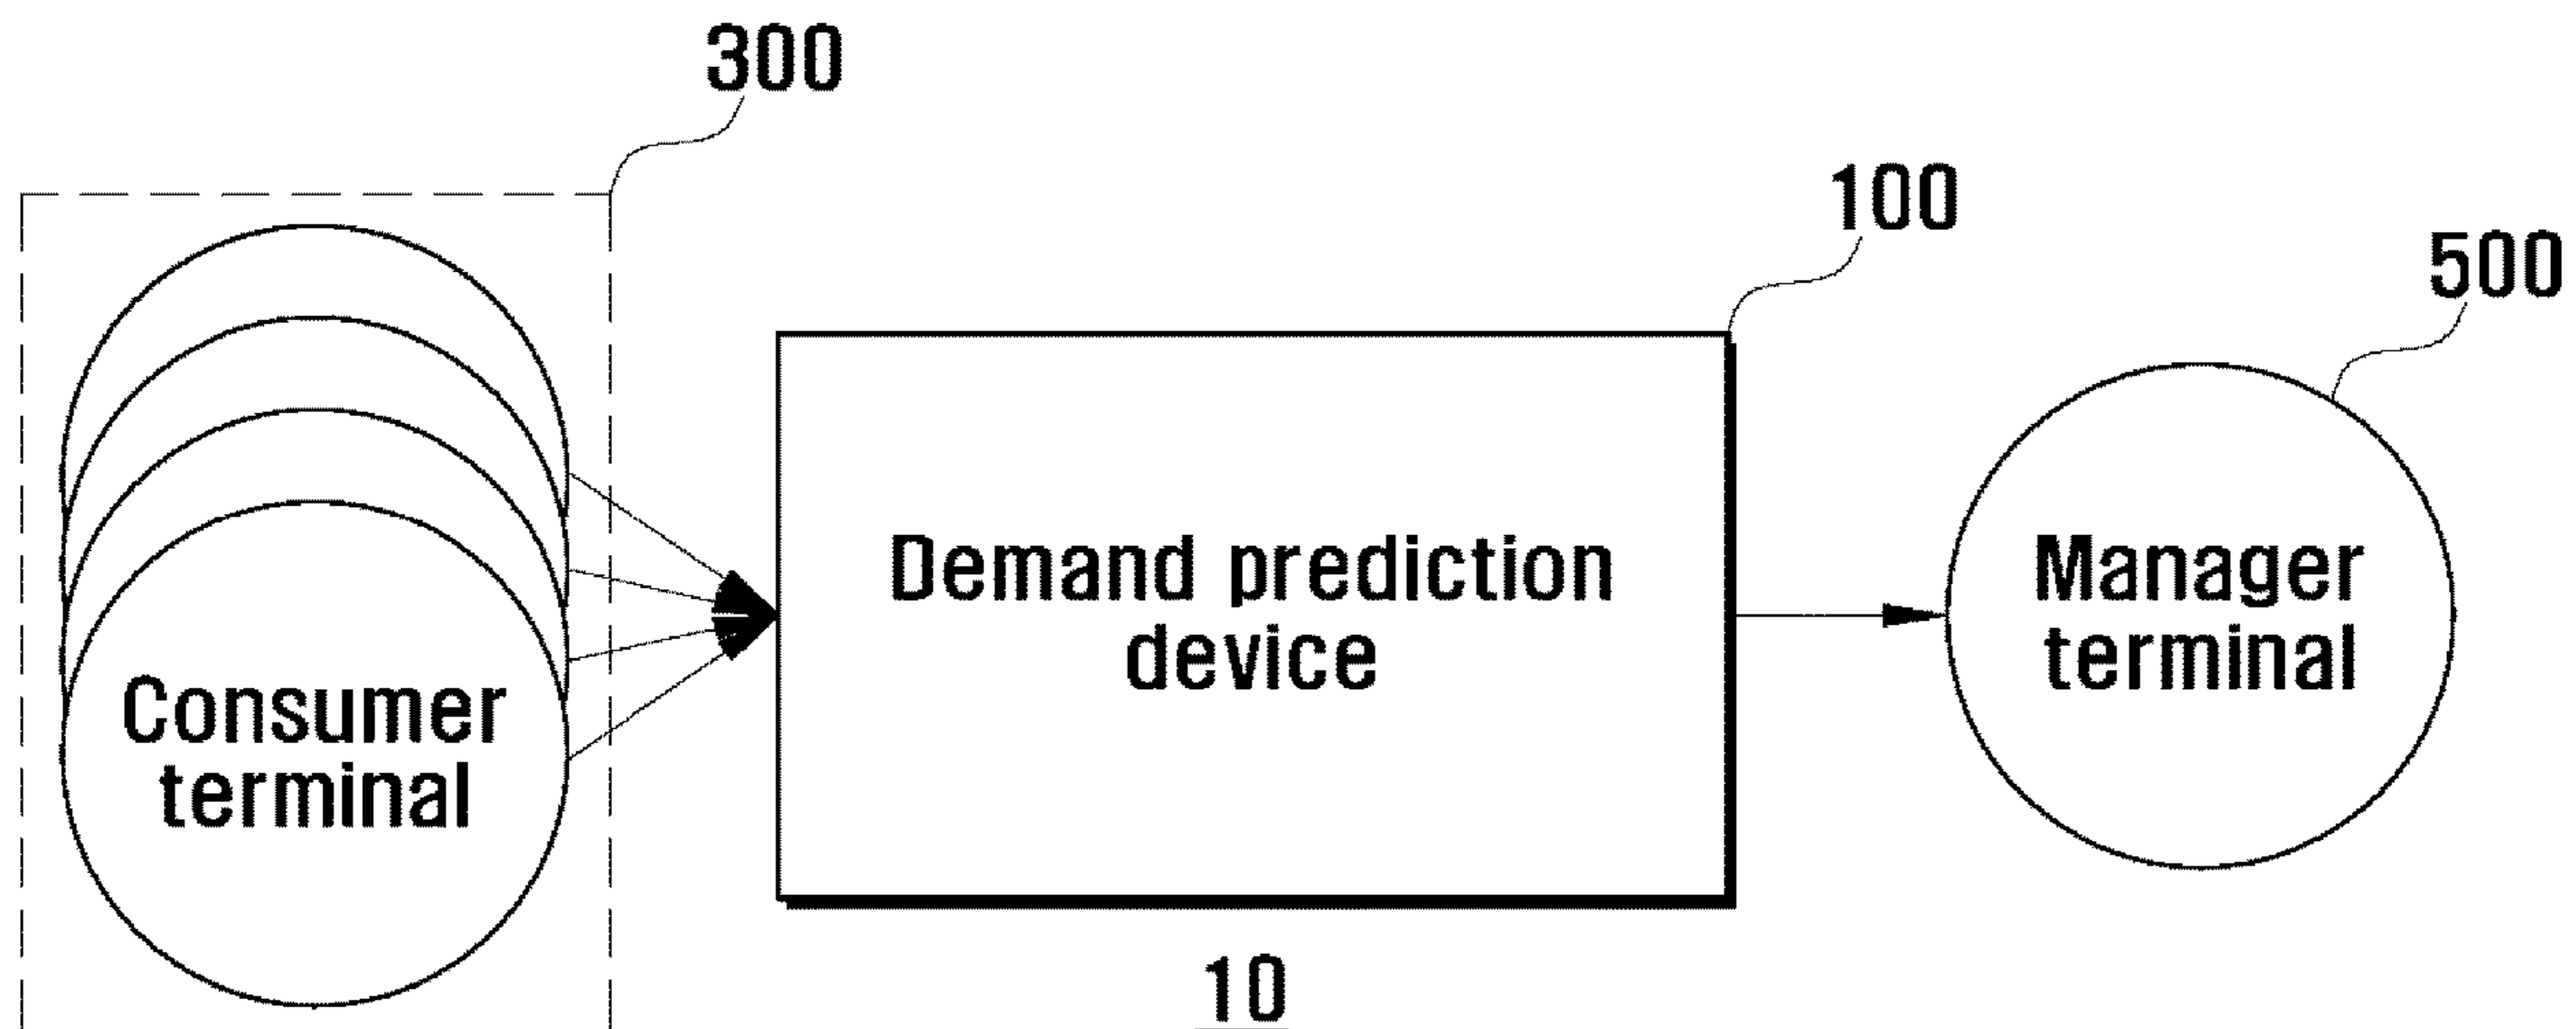 300
100
500
Demand prediction
device
Manager
terminal
Consumer
terminal
10